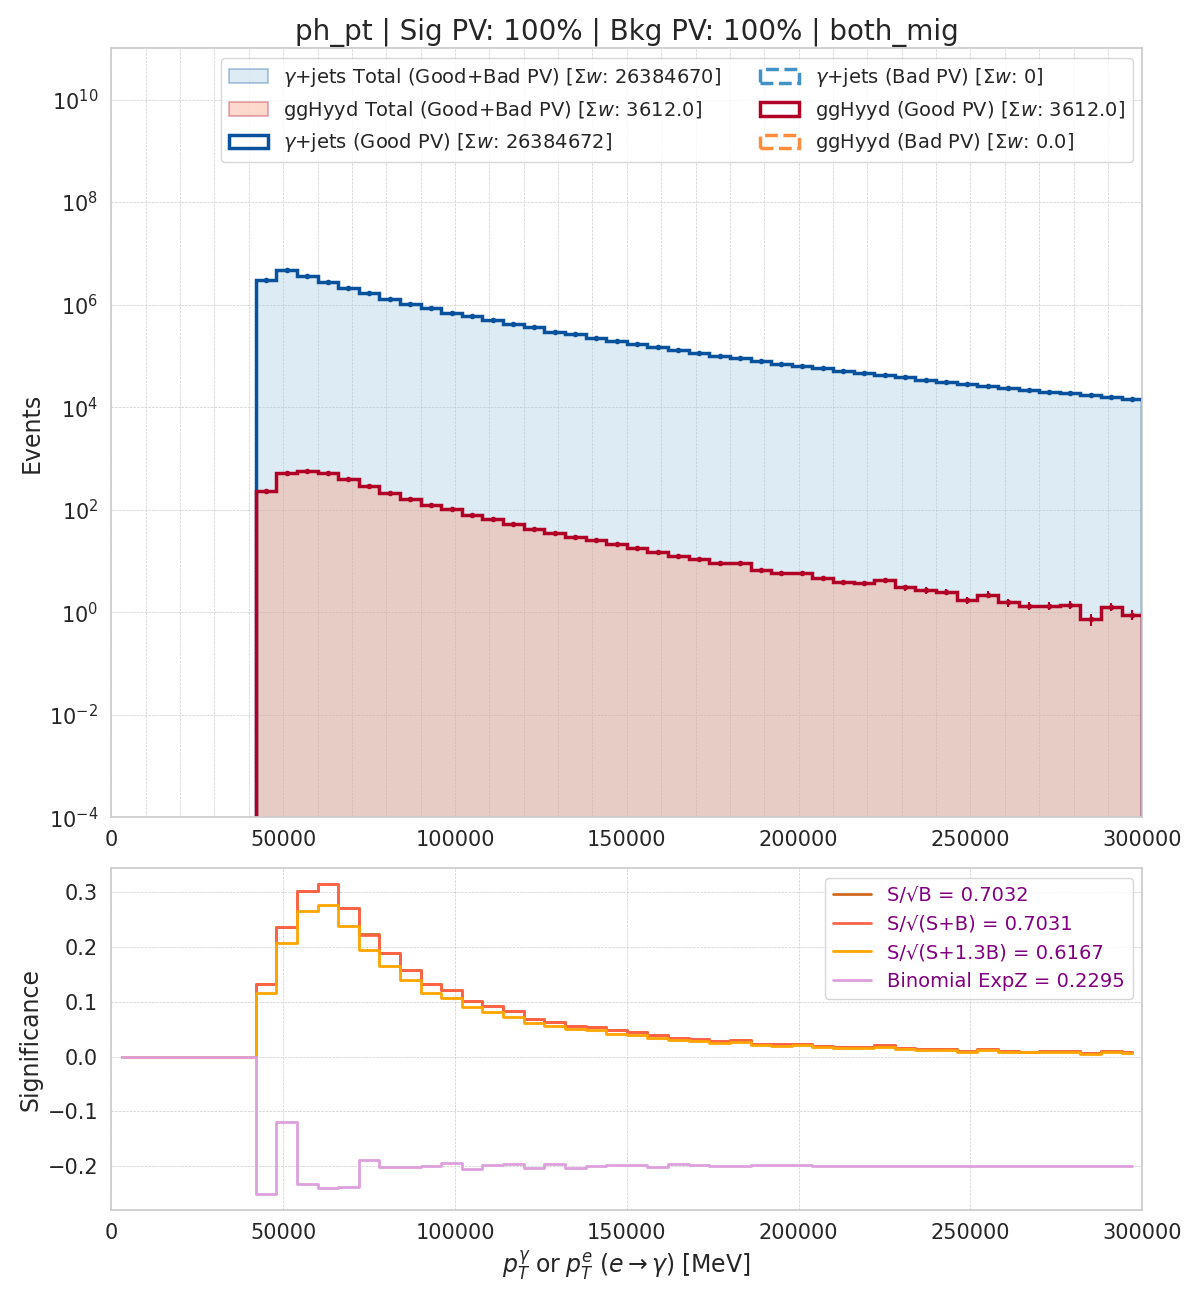 ph_pt | Sig PV: 100% | Bkg PV: 100% | both_mig
γ+jets Total (Good+Bad PV) [Σw: 26384670]
ggHyyd Total (Good+Bad PV) [Σw: 3612.0]
γ+jets (Good PV) [Σw: 26384672]
γ+jets (Bad PV) [Σw: 0]
ggHyyd (Good PV) [Σw: 3612.0]
ggHyyd (Bad PV) [Σw: 0.0]
Events
10^10
10^8
10^6
10^4
10^2
10^0
10^−2
10^−4
0 50000 100000 150000 200000 250000 300000
Significance
0.3
0.2
0.1
0.0
−0.1
−0.2
S/√B = 0.7032
S/√(S+B) = 0.7031
S/√(S+1.3B) = 0.6167
Binomial ExpZ = 0.2295
0 50000 100000 150000 200000 250000 300000
p_T^γ or p_T^e (e→γ) [MeV]